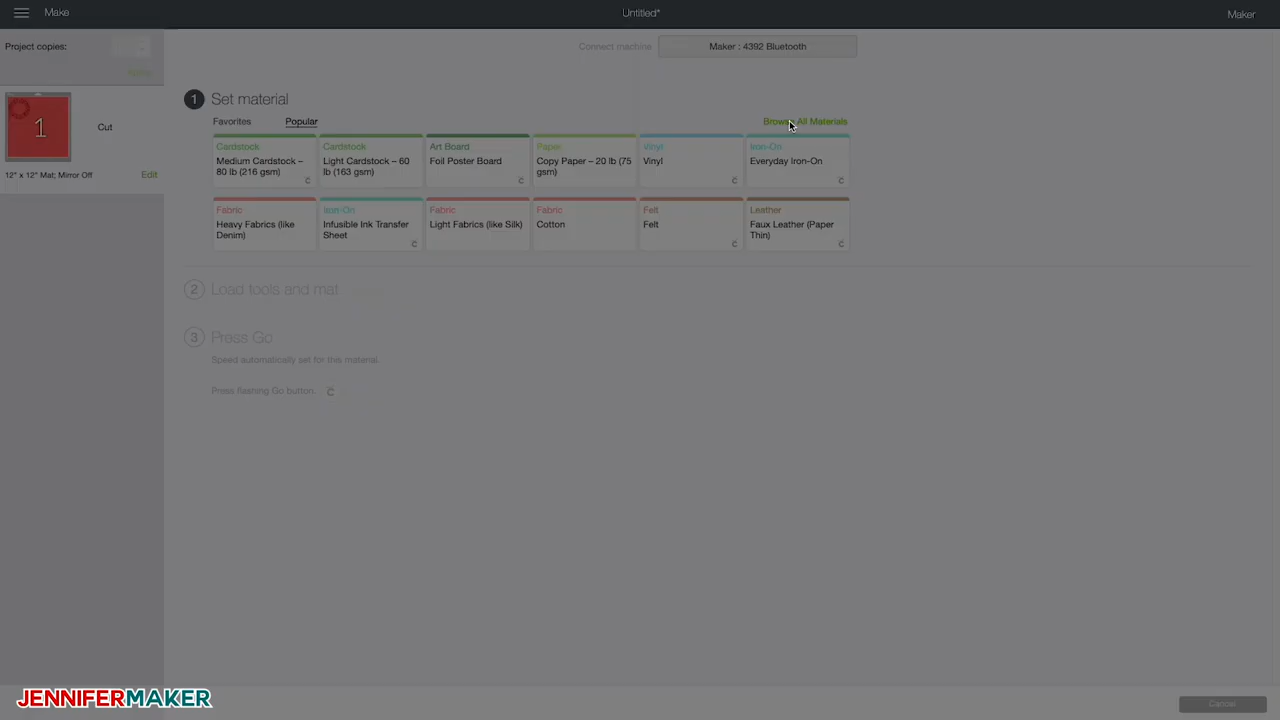 Make
Untitled*
Maker
Project copies:
Connect machine
Maker : 4392 Bluetooth
1
Cut
12" x 12" Mat; Mirror Off
Edit
1 Set material
Favorites
Popular
Browse All Materials
Cardstock
Medium Cardstock –
80 lb (216 gsm)
Cardstock
Light Cardstock – 60
lb (163 gsm)
Art Board
Foil Poster Board
Paper
Copy Paper – 20 lb (75
gsm)
Vinyl
Vinyl
Iron-On
Everyday Iron-On
Fabric
Heavy Fabrics (like
Denim)
Iron-On
Infusible Ink Transfer
Sheet
Fabric
Light Fabrics (like Silk)
Fabric
Cotton
Felt
Felt
Leather
Faux Leather (Paper
Thin)
2 Load tools and mat
3 Press Go
Speed automatically set for this material.
Press flashing Go button.
Cancel
JENNIFERMAKER